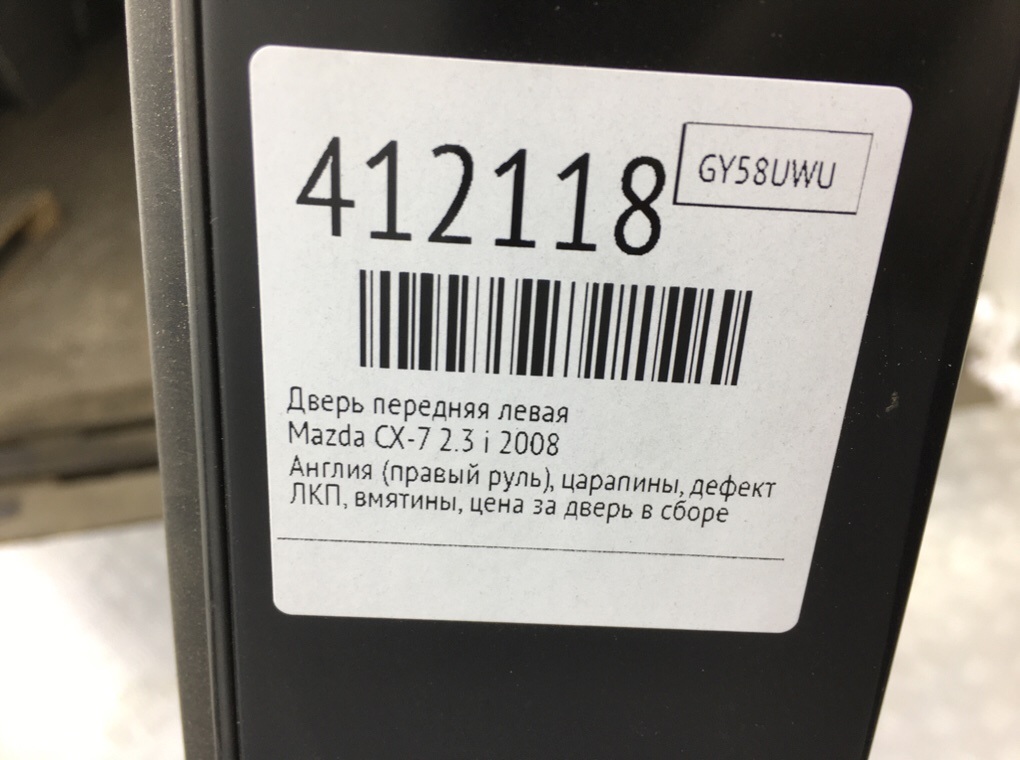 412118
GY58UWU
Дверь передняя левая
Mazda CX-7 2.3 i 2008
Англия (правый руль), царапины, дефект
ЛКП, вмятины, цена за дверь в сборе